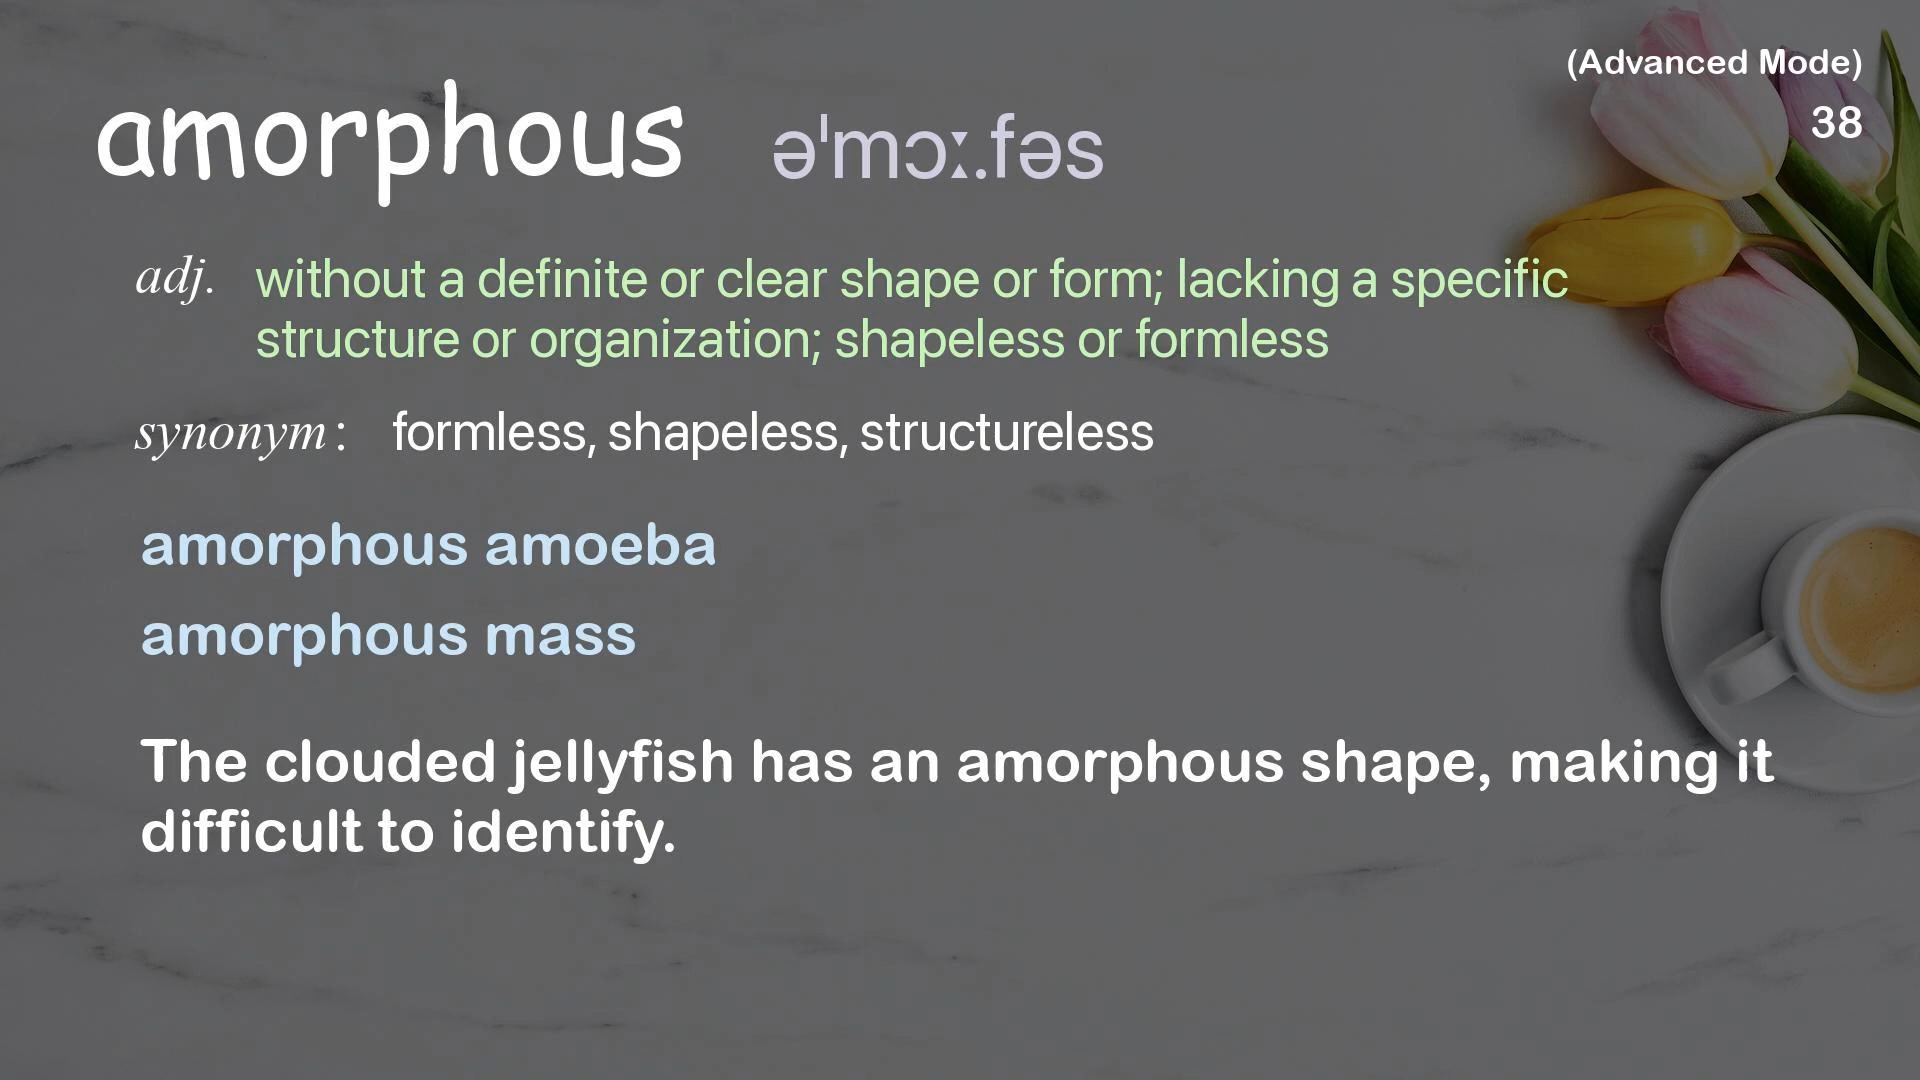 (Advanced Mode)
38
amorphous əˈmɔː.fəs
adj. without a definite or clear shape or form; lacking a specific
structure or organization; shapeless or formless
synonym: formless, shapeless, structureless
amorphous amoeba
amorphous mass
The clouded jellyfish has an amorphous shape, making it
difficult to identify.